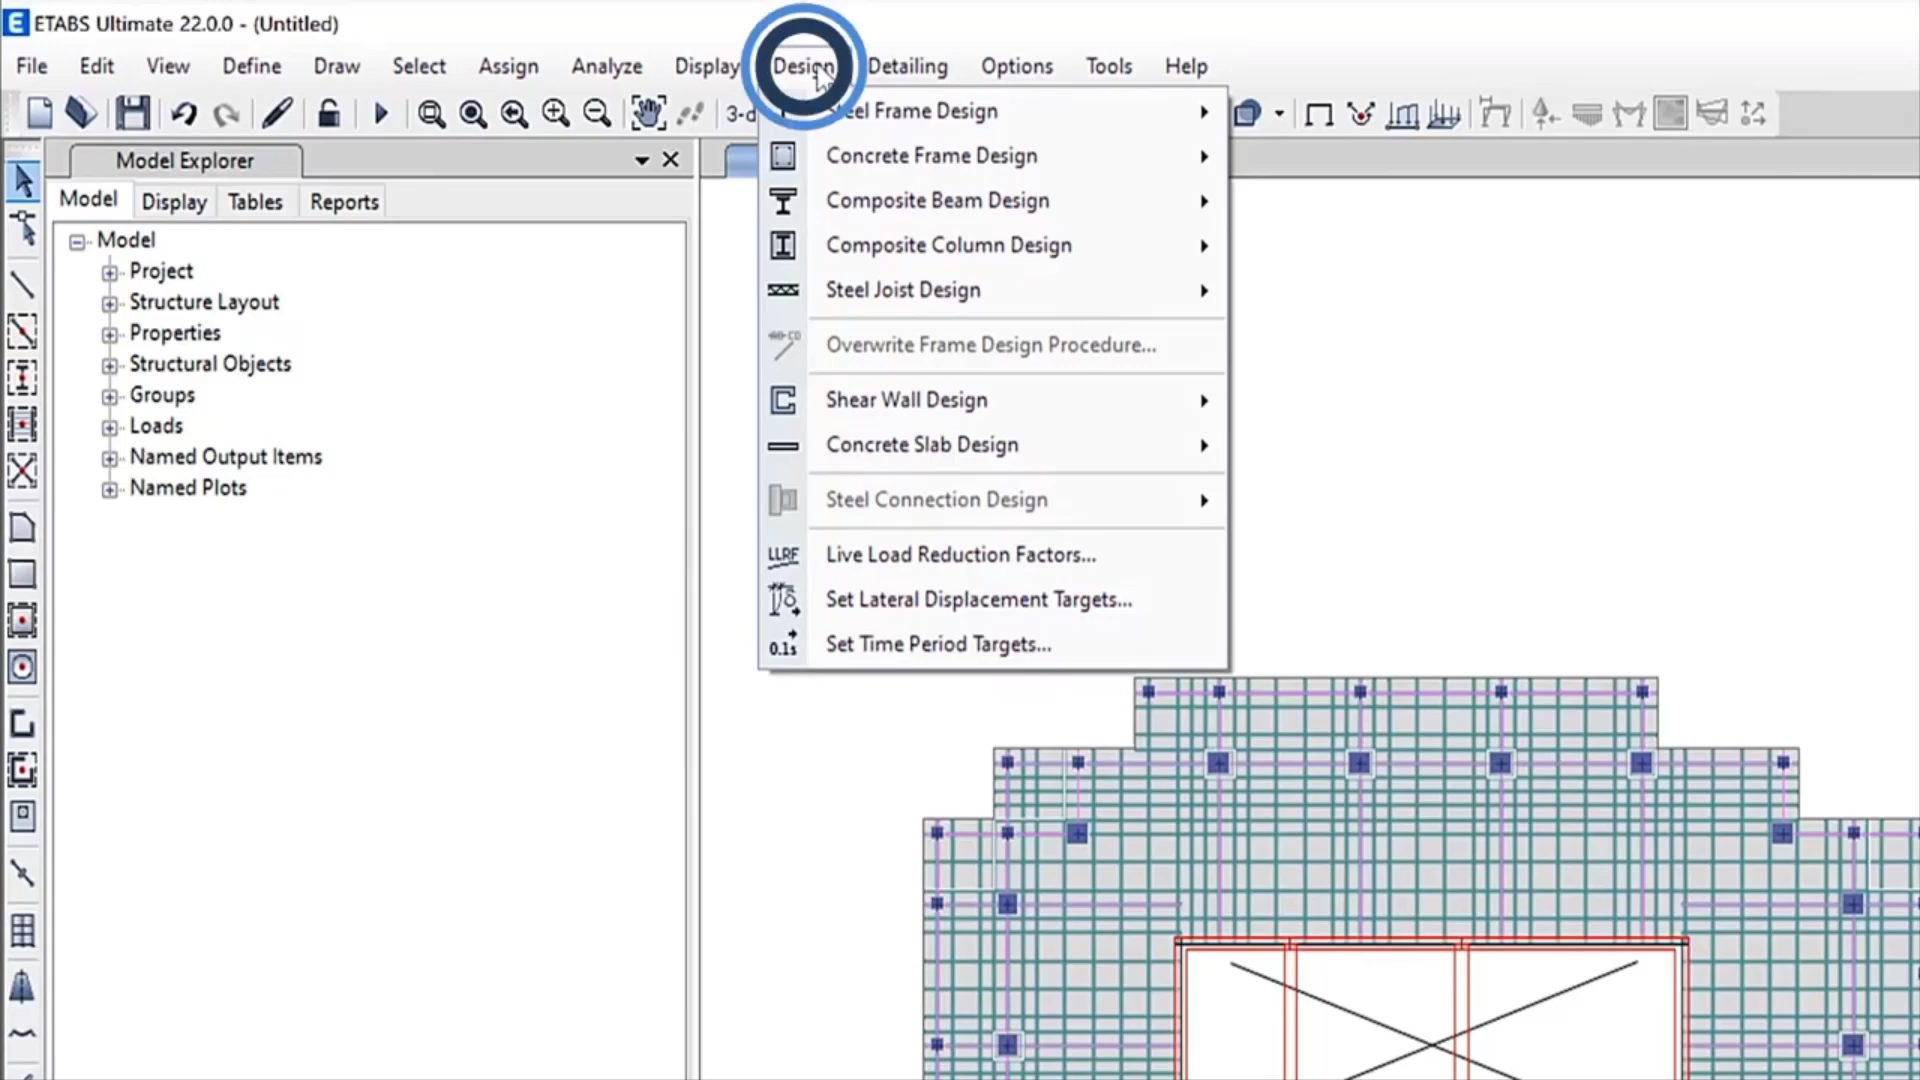 ETABS Ultimate 22.0.0 - (Untitled)
File Edit View Define Draw Select Assign Analyze Display Design Detailing Options Tools Help
3-d
Model Explorer
Model Display Tables Reports
Model
Project
Structure Layout
Properties
Structural Objects
Groups
Loads
Named Output Items
Named Plots
Steel Frame Design
Concrete Frame Design
Composite Beam Design
Composite Column Design
Steel Joist Design
Overwrite Frame Design Procedure...
Shear Wall Design
Concrete Slab Design
Steel Connection Design
LLRF Live Load Reduction Factors...
Set Lateral Displacement Targets...
0.1s Set Time Period Targets...